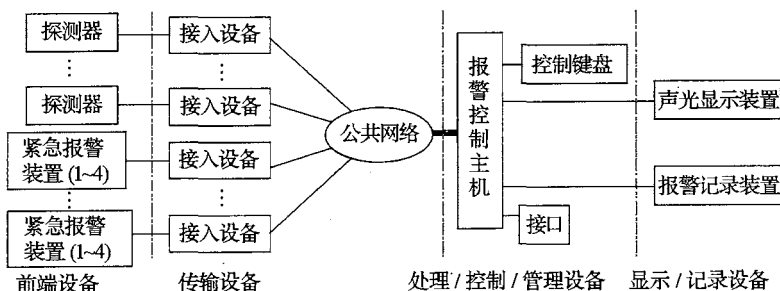 探测器
接入设备
⋮
⋮
探测器
接入设备
紧急报警
装置(1~4)
接入设备
⋮
⋮
紧急报警
装置(1~4)
接入设备
公共网络
报警控制主机
控制键盘
接口
声光显示装置
报警记录装置
前端设备
传输设备
处理/控制/管理设备
显示/记录设备